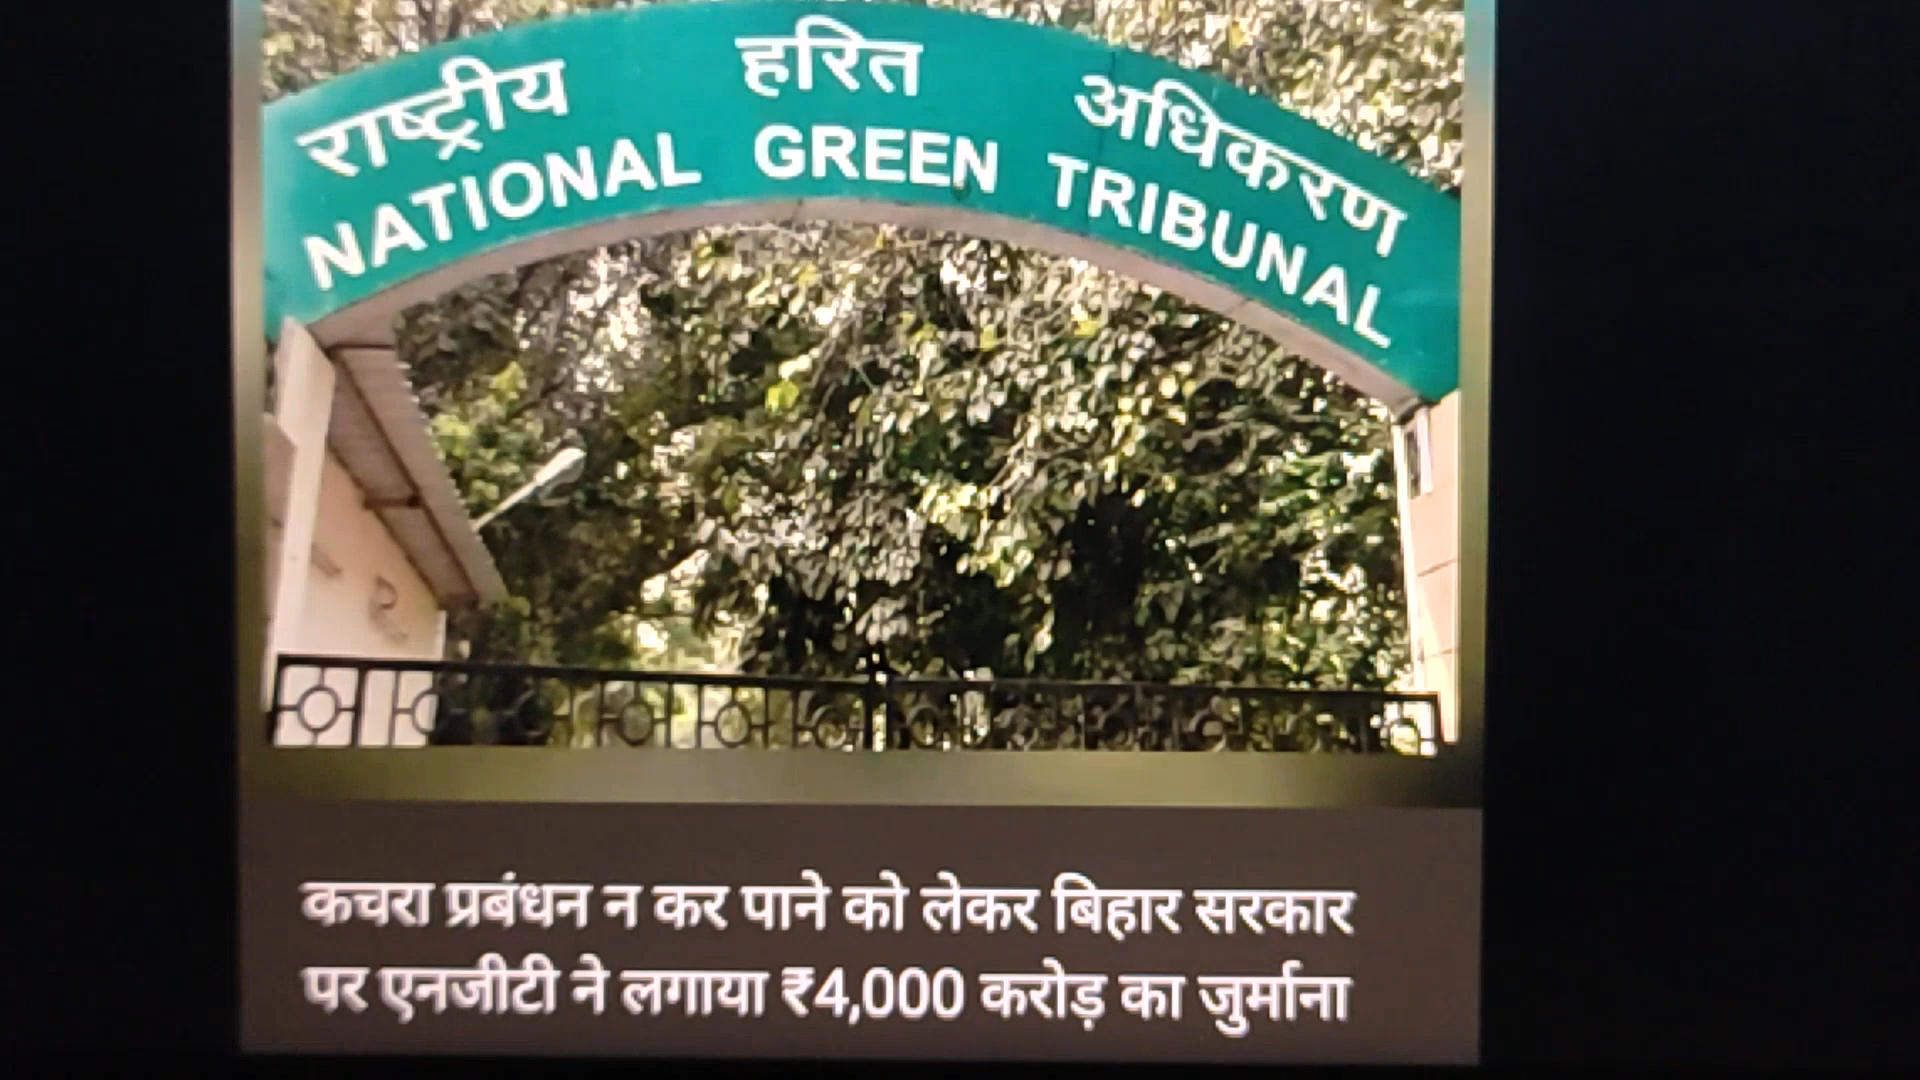 राष्ट्रीय हरित अधिकरण
NATIONAL GREEN TRIBUNAL
कचरा प्रबंधन न कर पाने को लेकर बिहार सरकार
पर एनजीटी ने लगाया ₹4,000 करोड़ का जुर्माना